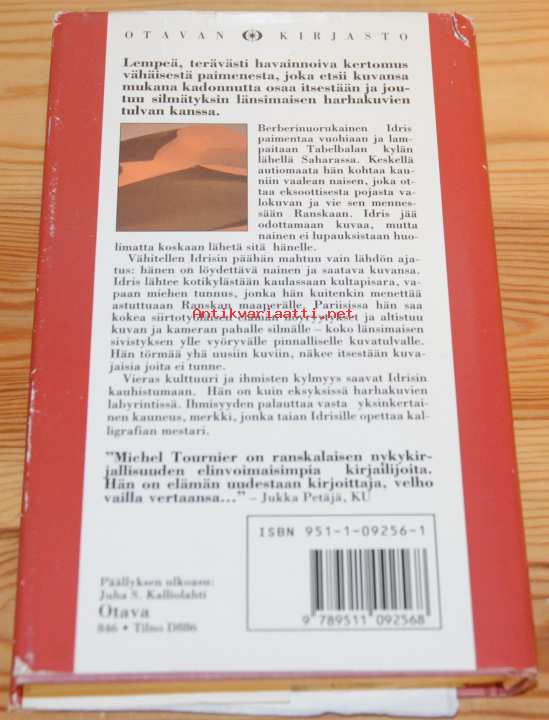 OTAVAN KIRJASTO
Lempeä, terävästi havainnoiva kertomus
vähäisestä paimenesta, joka etsii kuvansa
mukana kadonnutta osaa itsestään ja jou-
tuu silmätyksin länsimaisen harhakuvien
tulvan kanssa.
Berberinuorukainen Idris
paimentaa vuohiaan ja lam-
paitaan Tabelbalan kylän
lähellä Saharassa. Keskellä
autiomaata hän kohtaa kau-
niin vaalean naisen, joka ot-
taa eksoottisesta pojasta va-
lokuvan ja vie sen mennes-
sään Ranskaan. Idris jää
odottamaan kuvaa, mutta
nainen ei lupauksistaan huo-
limatta koskaan lähetä sitä hänelle.
Vähitellen Idrisin päähän mahtuu vain lähdön aja-
tus: hänen on löydettävä nainen ja saatava kuvansa.
Idris lähtee kotikylästään kaulassaan kultapisara, va-
paan miehen tunnus, jonka hän kuitenkin menettää
astuttuaan Ranskan maaperälle. Pariisissa hän saa
Antikvariaatti.net
kokea siirtotyöläisen elämän nöyryytykset ja altistuu
kuvan ja kameran pahalle silmälle – koko länsimaisen
sivistyksen ylle vyöryvälle pinnalliselle kuvatulvalle.
Hän törmää yhä uusiin kuviin, näkee itsestään kuva-
jaisia joita ei tunne.
Vieras kulttuuri ja ihmisten kylmyys saavat Idrisin
kauhistumaan. Hän on kuin eksyksissä harhakuvien
labyrintissä. Ihmisyyden palauttaa vasta yksinkertai-
nen kauneus, merkki, jonka taian Idrisille opettaa kal-
ligrafian mestari.
"Michel Tournier on ranskalaisen nykykir-
jallisuuden elinvoimaisimpia kirjailijoita.
Hän on elämän uudestaan kirjoittaja, velho
vailla vertaansa..." – Jukka Petäjä, KU
ISBN 951-1-09256-1
9 789511 092568
Päällyksen ulkoasu:
Juha S. Kalliolahti
Otava
846 • Tilno D886